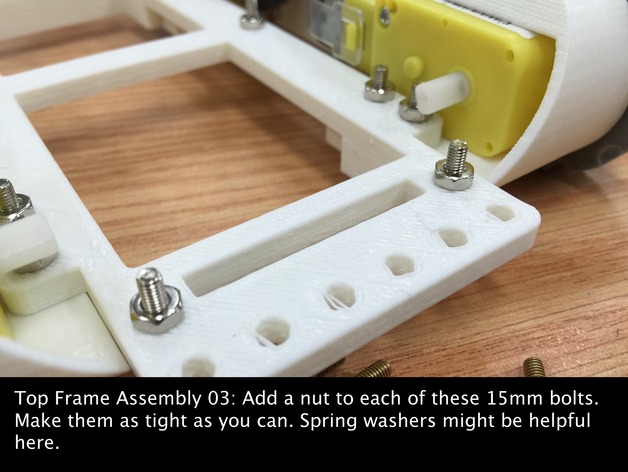 Top Frame Assembly 03: Add a nut to each of these 15mm bolts.
Make them as tight as you can. Spring washers might be helpful
here.